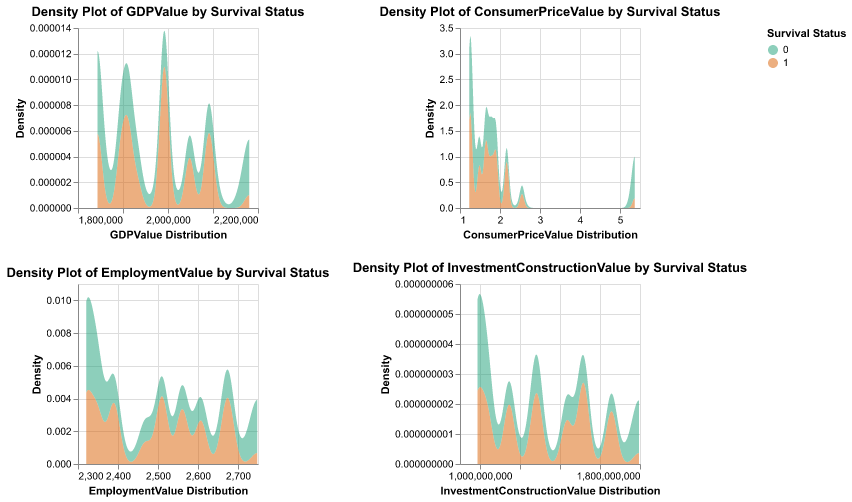 Density Plot of GDPValue by Survival Status
0.000014
0.000012
0.000010
0.000008
0.000006
0.000004
0.000002
0.000000
Density
1,800,000 2,000,000 2,200,000
GDPValue Distribution
Density Plot of ConsumerPriceValue by Survival Status
3.5
3.0
2.5
2.0
1.5
1.0
0.5
0.0
Density
1 2 3 4 5
ConsumerPriceValue Distribution
Survival Status
0
1
Density Plot of EmploymentValue by Survival Status
0.010
0.008
0.006
0.004
0.002
0.000
Density
2,300 2,400 2,500 2,600 2,700
EmploymentValue Distribution
Density Plot of InvestmentConstructionValue by Survival Status
0.000000006
0.000000005
0.000000004
0.000000003
0.000000002
0.000000001
0.000000000
Density
1,000,000,000 1,800,000,000
InvestmentConstructionValue Distribution